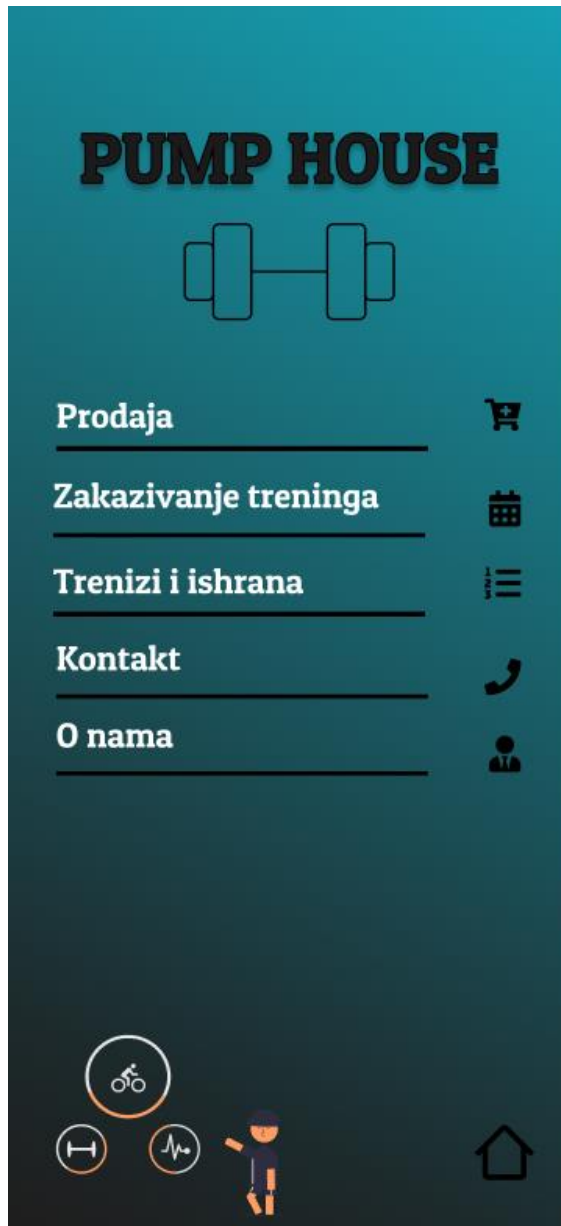 PUMP HOUSE
Prodaja
Zakazivanje treninga
Trenizi i ishrana
Kontakt
O nama